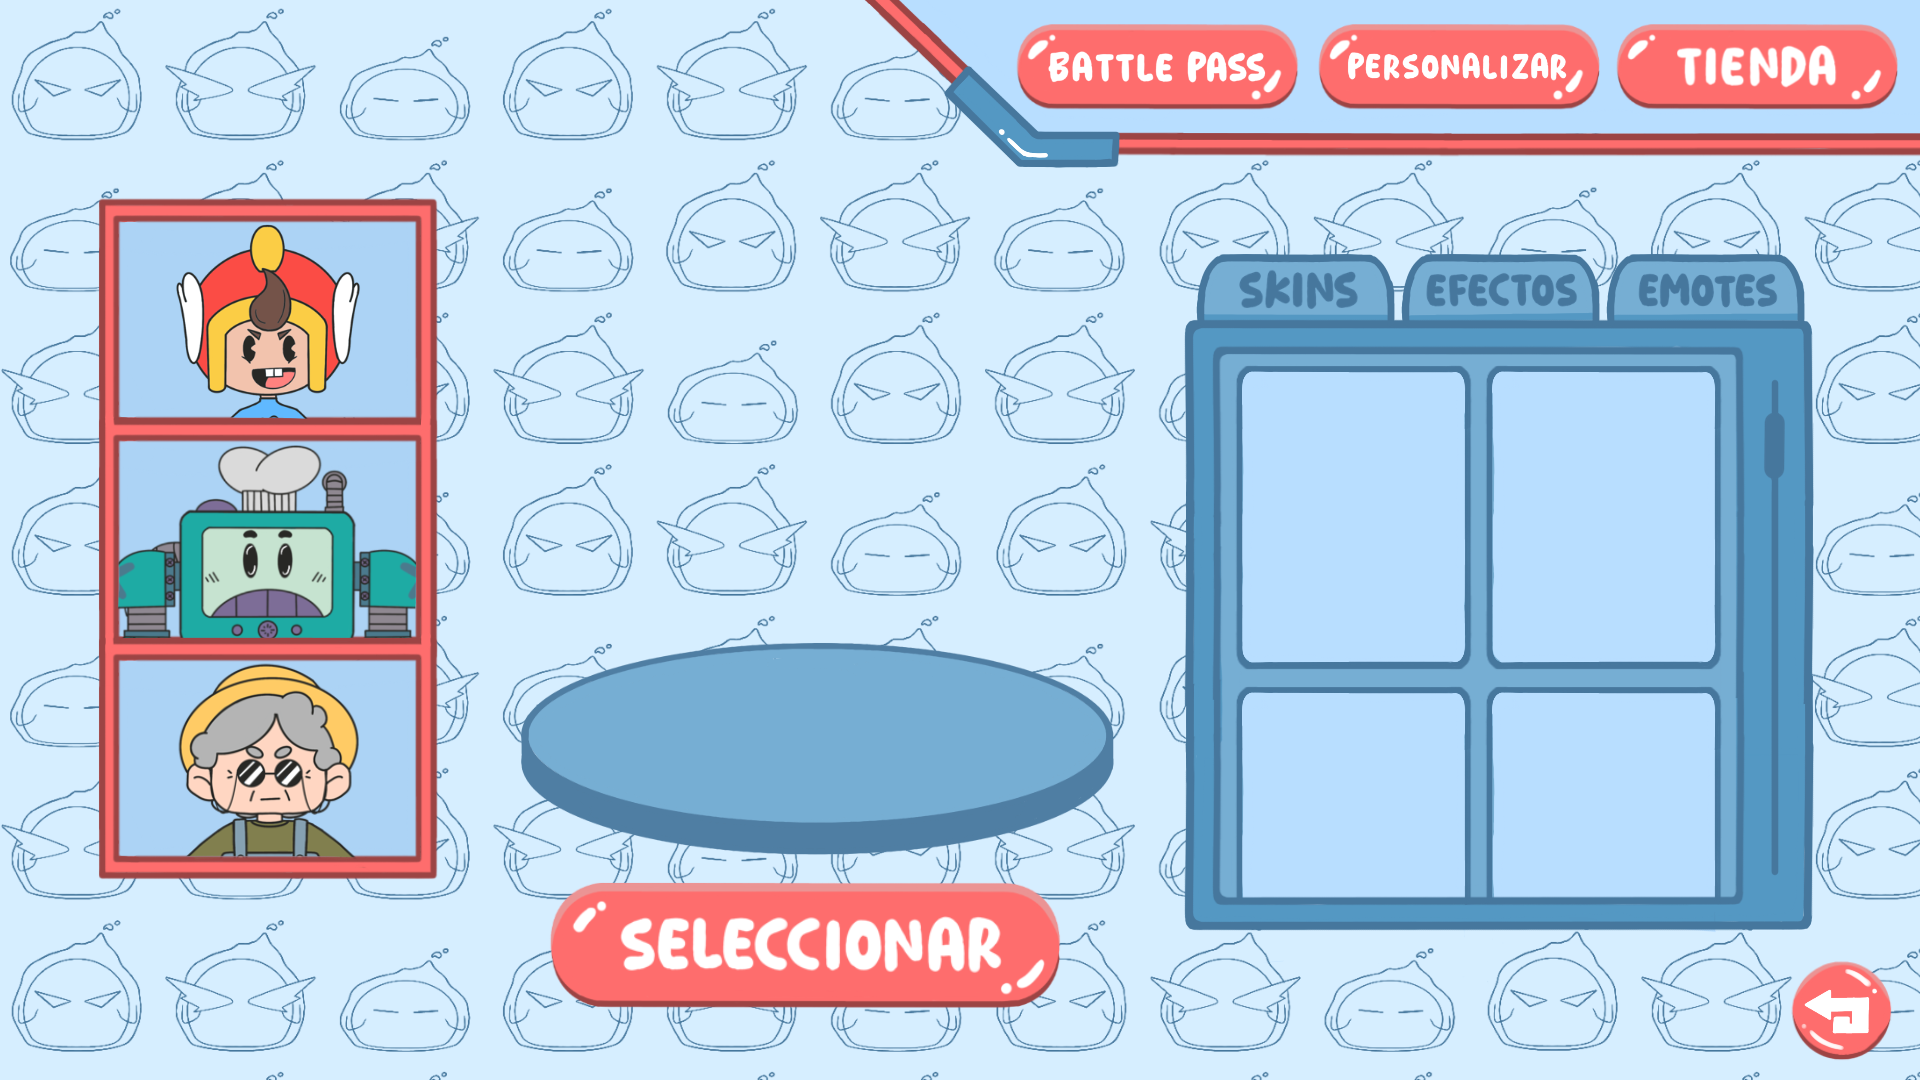 BATTLE PASS
PERSONALIZAR
TIENDA
SKINS
EFECTOS
EMOTES
SELECCIONAR